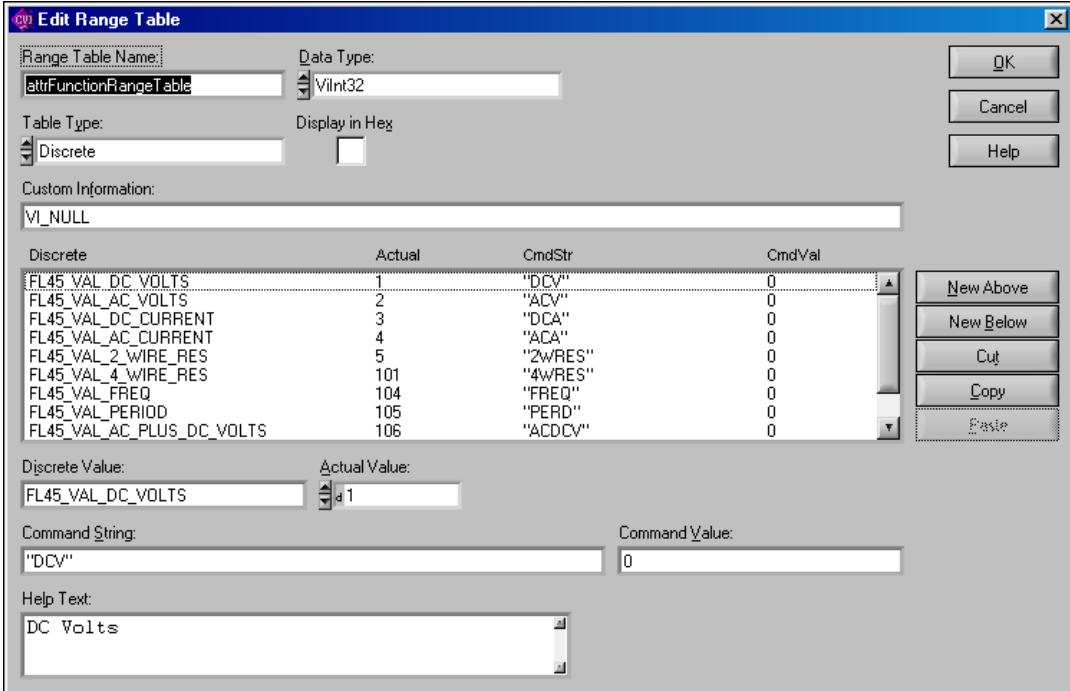 CVI Edit Range Table
Range Table Name: Data Type:
OK
attrFunctionRangeTable ViInt32
Cancel
Table Type: Display in Hex
Discrete
Help
Custom Information:
VI_NULL
Discrete Actual CmdStr CmdVal
FL45_VAL_DC_VOLTS 1 "DCV" 0
FL45_VAL_AC_VOLTS 2 "ACV" 0
FL45_VAL_DC_CURRENT 3 "DCA" 0
FL45_VAL_AC_CURRENT 4 "ACA" 0
FL45_VAL_2_WIRE_RES 5 "2WRES" 0
FL45_VAL_4_WIRE_RES 101 "4WRES" 0
FL45_VAL_FREQ 104 "FREQ" 0
FL45_VAL_PERIOD 105 "PERD" 0
FL45_VAL_AC_PLUS_DC_VOLTS 106 "ACDCV" 0
New Above
New Below
Cut
Copy
Paste
Discrete Value: Actual Value:
FL45_VAL_DC_VOLTS d 1
Command String: Command Value:
"DCV" 0
Help Text:
DC Volts